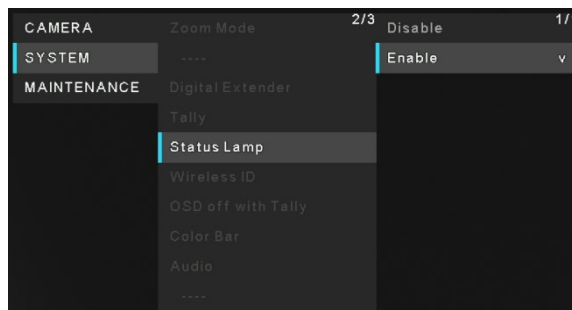 CAMERA
SYSTEM
MAINTENANCE
2/3
Zoom Mode
----
Digital Extender
Tally
Status Lamp
Wireless ID
OSD off with Tally
Color Bar
Audio
----
1/
Disable
Enable v